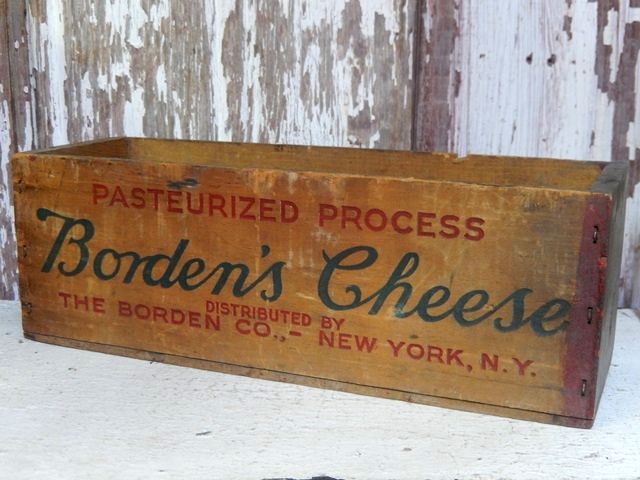 PASTEURIZED PROCESS
Borden's Cheese
DISTRIBUTED BY
THE BORDEN CO.,- NEW YORK, N.Y.